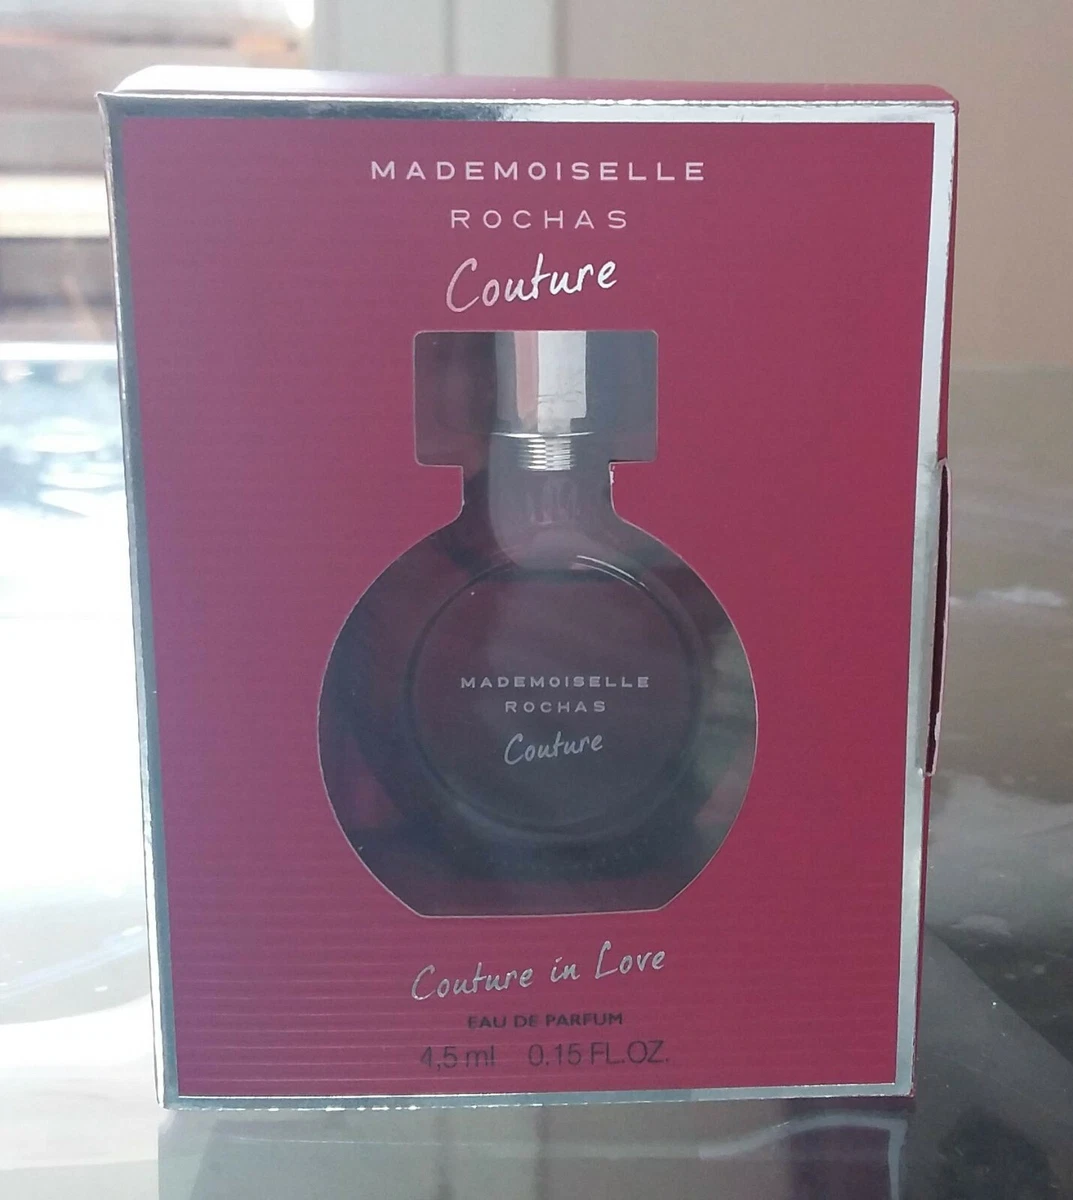 MADEMOISELLE
ROCHAS
Couture
MADEMOISELLE
ROCHAS
Couture
Couture in Love
EAU DE PARFUM
4,5 ml 0.15 FL.OZ.